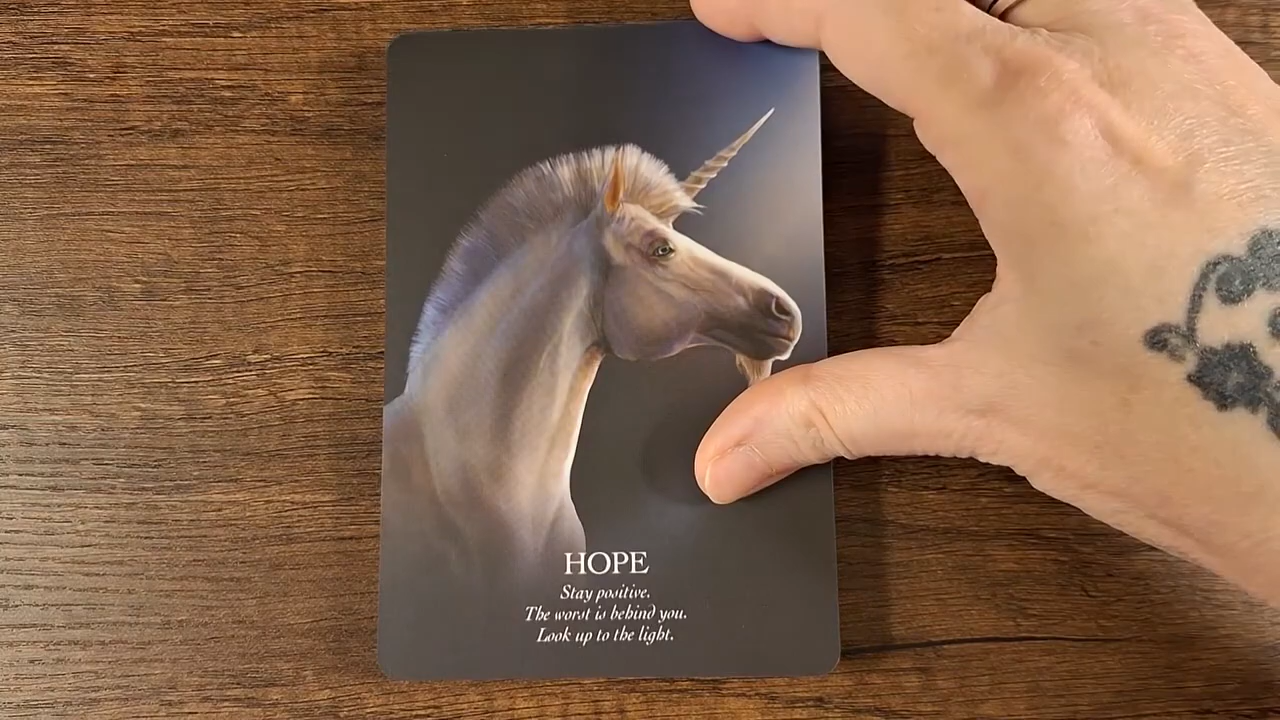 HOPE
Stay positive.
The worst is behind you.
Look up to the light.